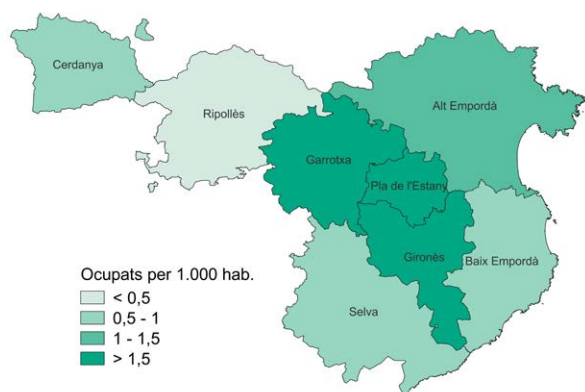 Cerdanya
Ripollès
Alt Empordà
Garrotxa
Pla de l'Estany
Gironès
Baix Empordà
Selva
Ocupats per 1.000 hab.
< 0,5
0,5 - 1
1 - 1,5
> 1,5